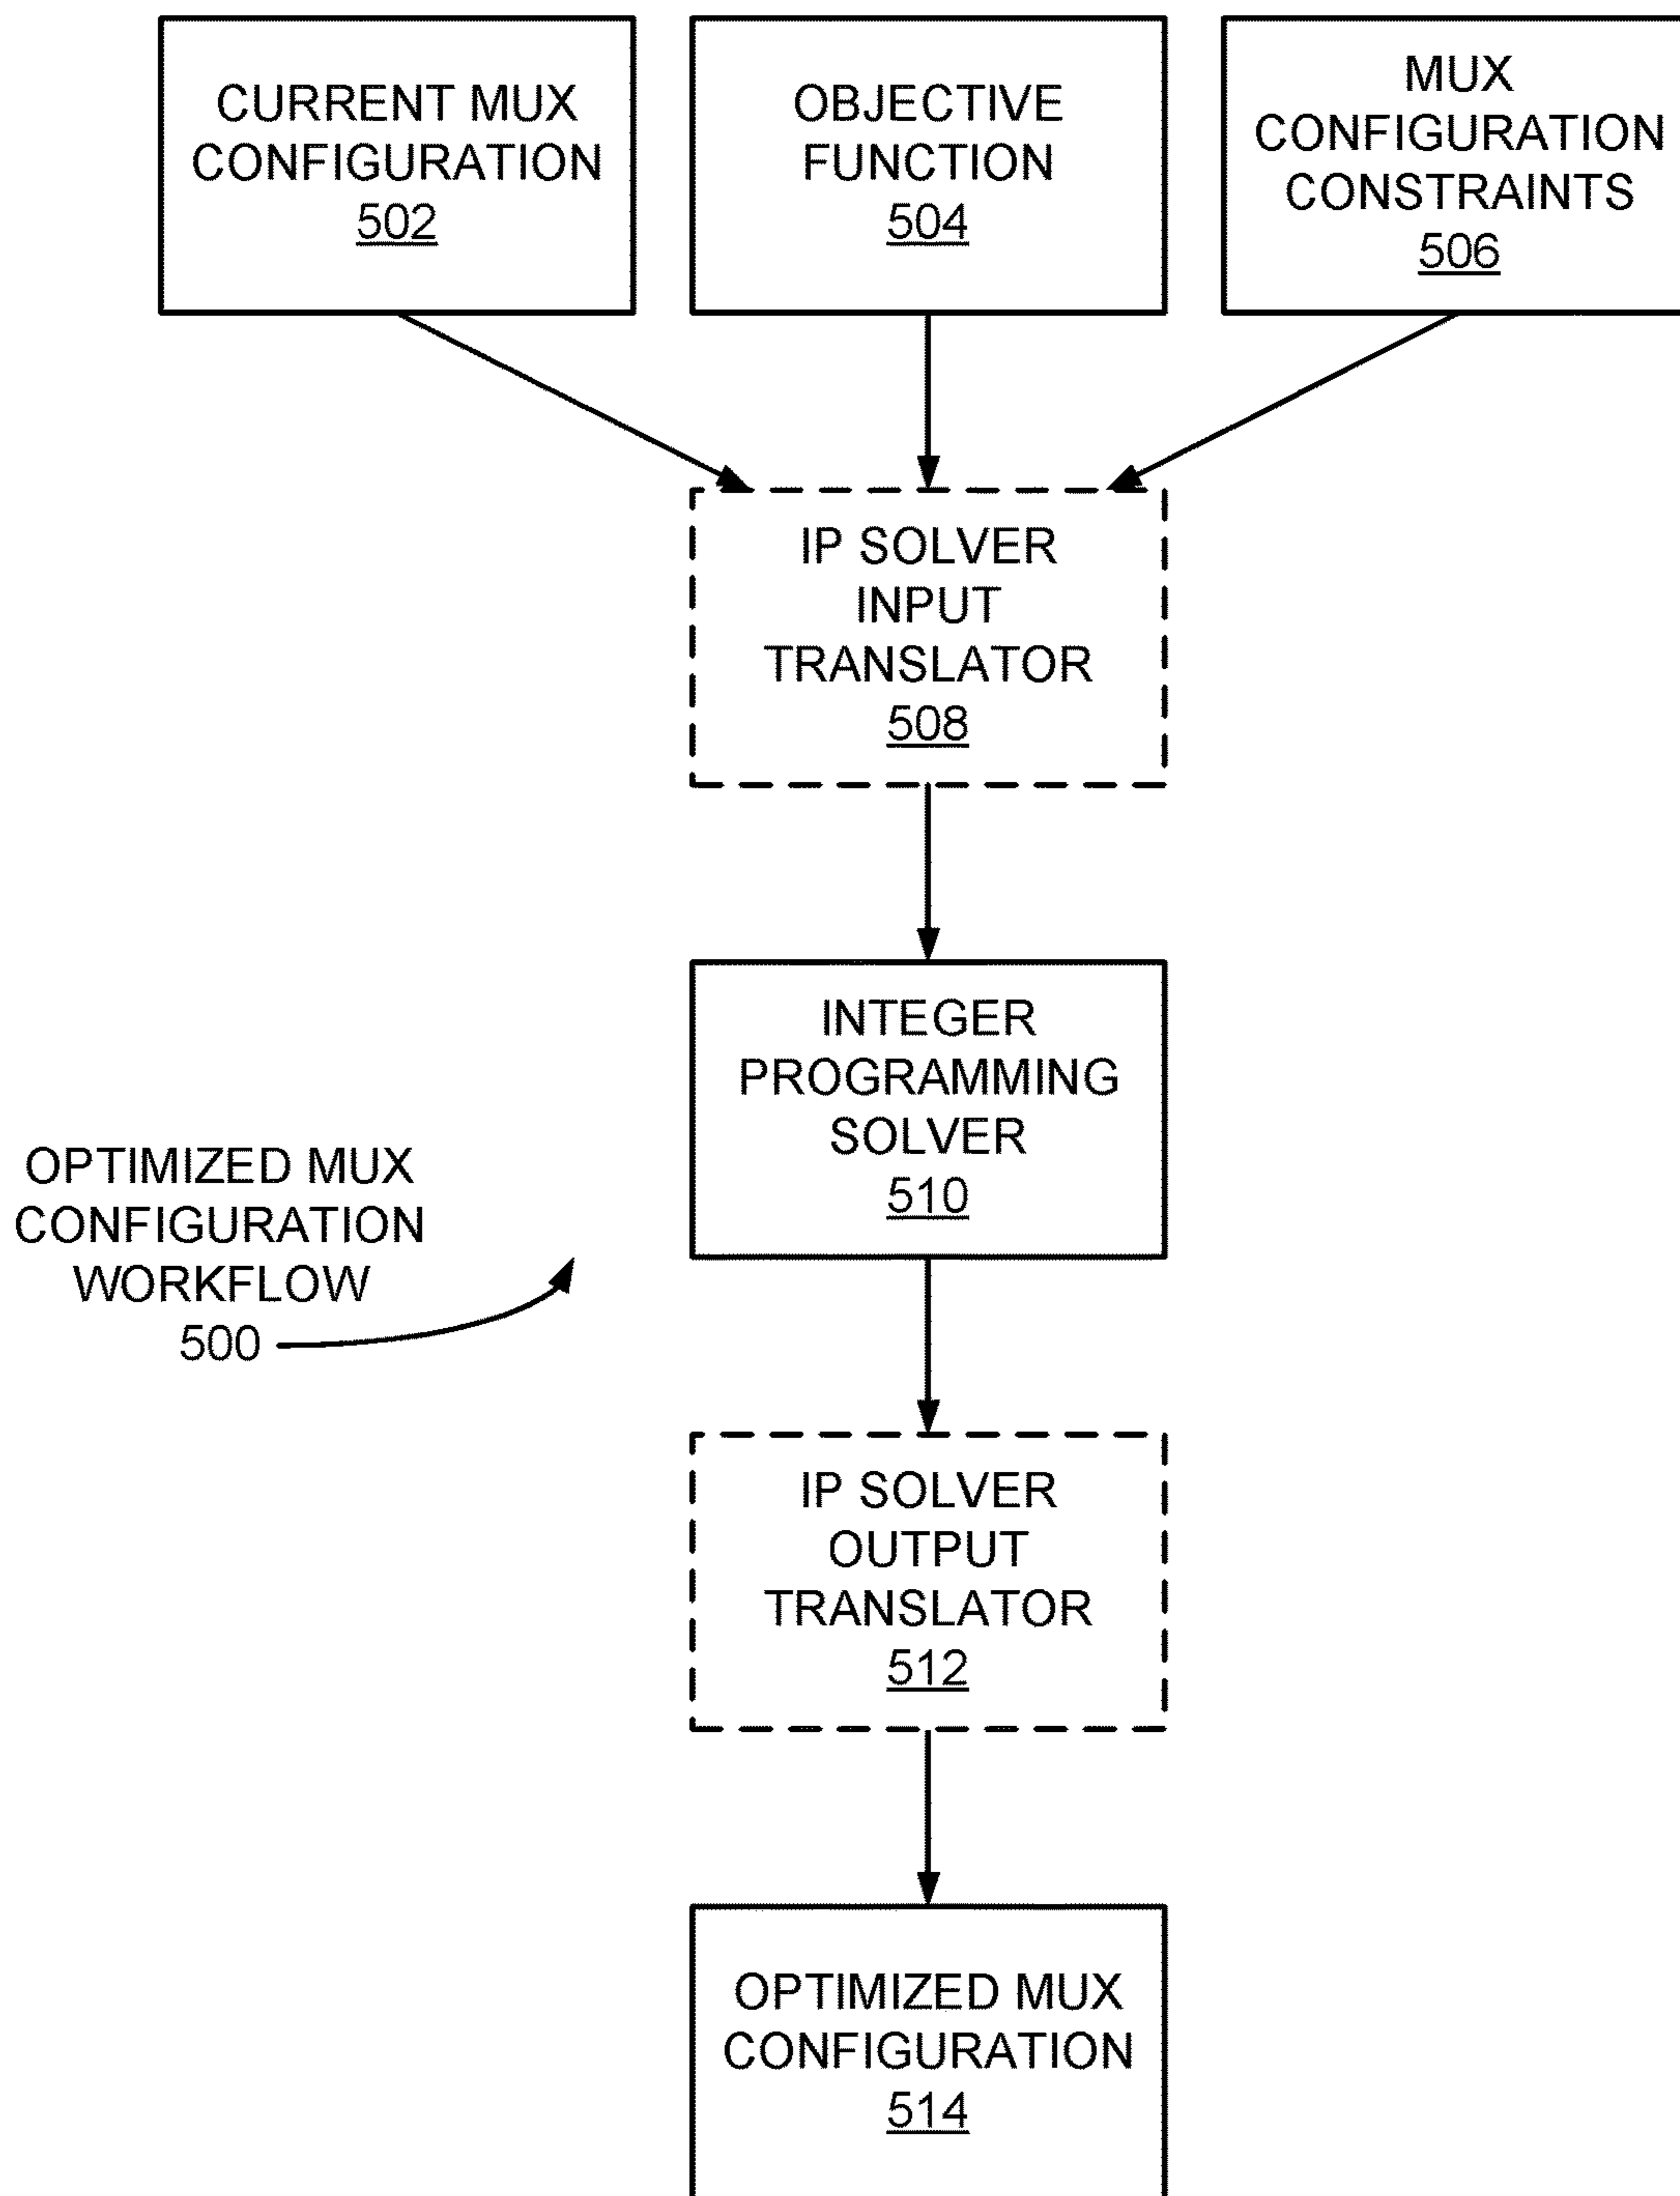 CURRENT MUX
CONFIGURATION
502
OBJECTIVE
FUNCTION
504
MUX
CONFIGURATION
CONSTRAINTS
506
IP SOLVER
INPUT
TRANSLATOR
508
INTEGER
PROGRAMMING
SOLVER
510
OPTIMIZED MUX
CONFIGURATION
WORKFLOW
500
IP SOLVER
OUTPUT
TRANSLATOR
512
OPTIMIZED MUX
CONFIGURATION
514